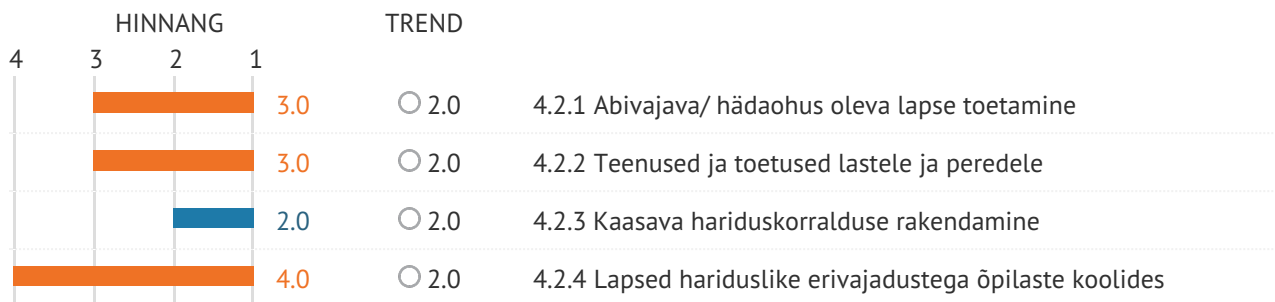 HINNANG TREND
4 3 2 1
3.0 2.0 4.2.1 Abivajava/ hädaohus oleva lapse toetamine
3.0 2.0 4.2.2 Teenused ja toetused lastele ja peredele
2.0 2.0 4.2.3 Kaasava hariduskorralduse rakendamine
4.0 2.0 4.2.4 Lapsed hariduslike erivajadustega õpilaste koolides